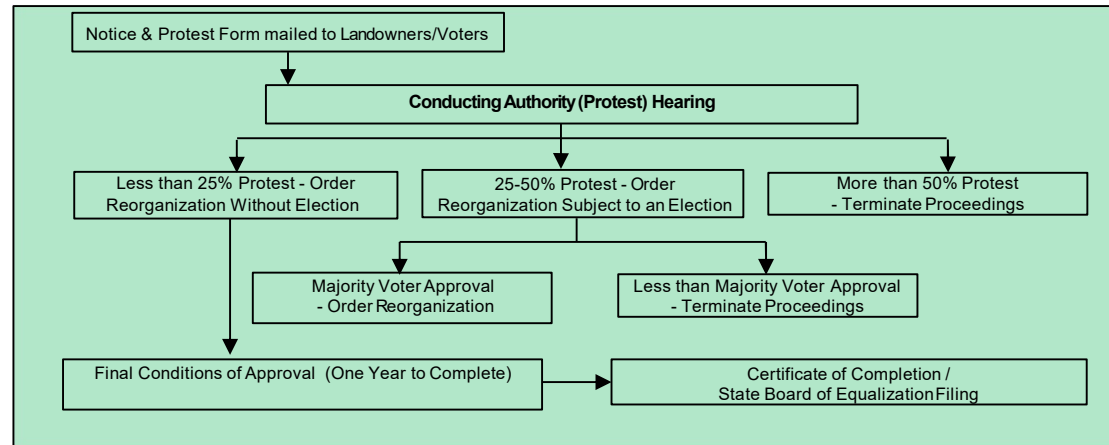 Notice & Protest Form mailed to Landowners/Voters
Conducting Authority (Protest) Hearing
Less than 25% Protest - Order
Reorganization Without Election
25-50% Protest - Order
Reorganization Subject to an Election
More than 50% Protest
- Terminate Proceedings
Majority Voter Approval
- Order Reorganization
Less than Majority Voter Approval
- Terminate Proceedings
Final Conditions of Approval (One Year to Complete)
Certificate of Completion /
State Board of Equalization Filing